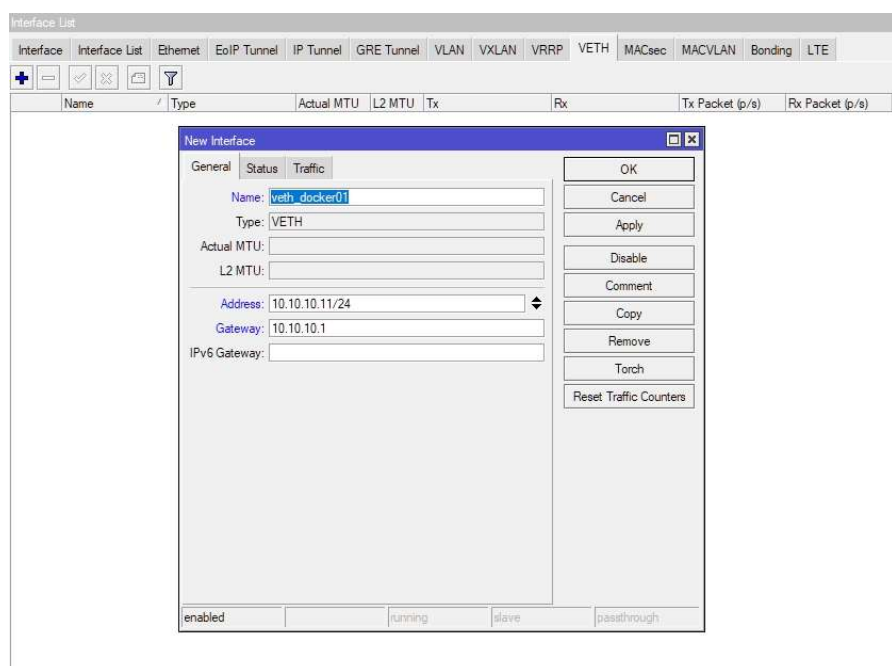 Interface List
Interface Interface List Ethernet EoIP Tunnel IP Tunnel GRE Tunnel VLAN VXLAN VRRP VETH MACsec MACVLAN Bonding LTE
Name / Type Actual MTU L2 MTU Tx Rx Tx Packet (p/s) Rx Packet (p/s)
New Interface
General Status Traffic
OK
Name: veth_docker01
Cancel
Type: VETH
Apply
Actual MTU:
Disable
L2 MTU:
Comment
Address: 10.10.10.11/24
Copy
Gateway: 10.10.10.1
Remove
IPv6 Gateway:
Torch
Reset Traffic Counters
enabled running slave passthrough